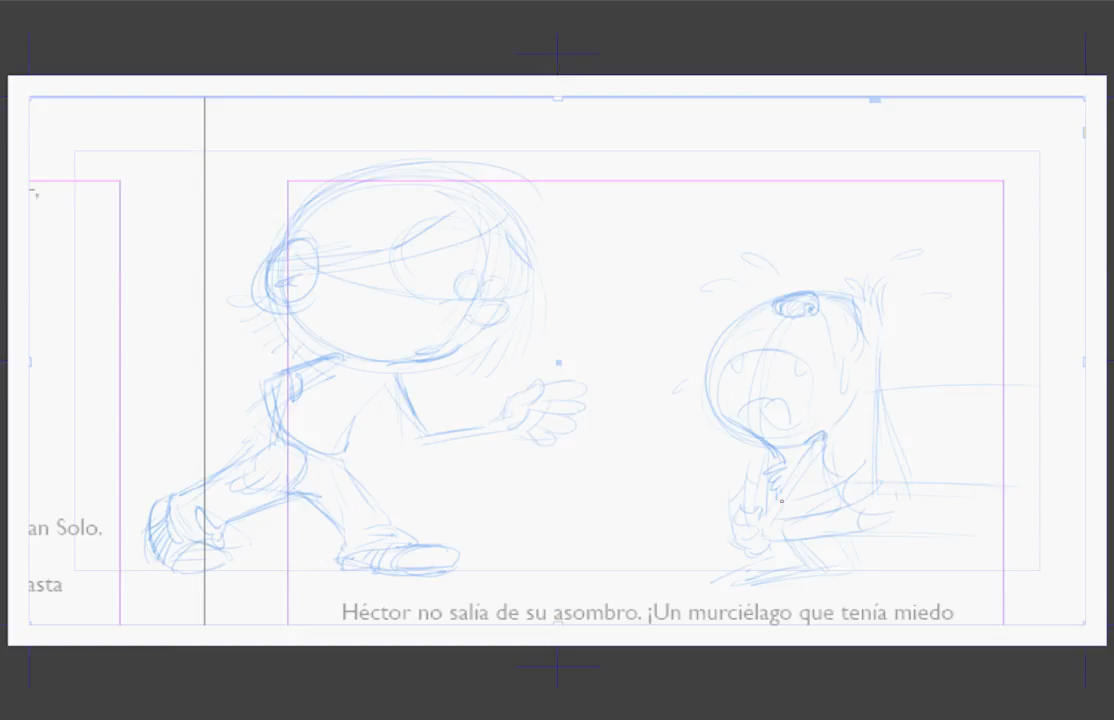 an Solo.
asta
Héctor no salía de su asombro. ¡Un murciélago que tenía miedo